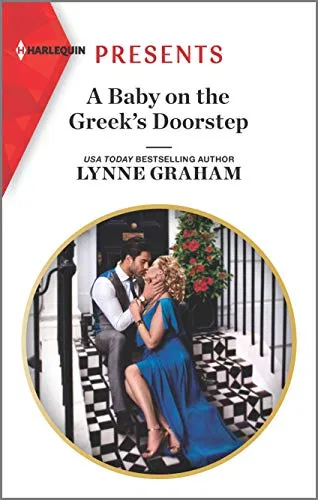 HARLEQUIN
PRESENTS
A Baby on the
Greek's Doorstep
USA TODAY BESTSELLING AUTHOR
LYNNE GRAHAM